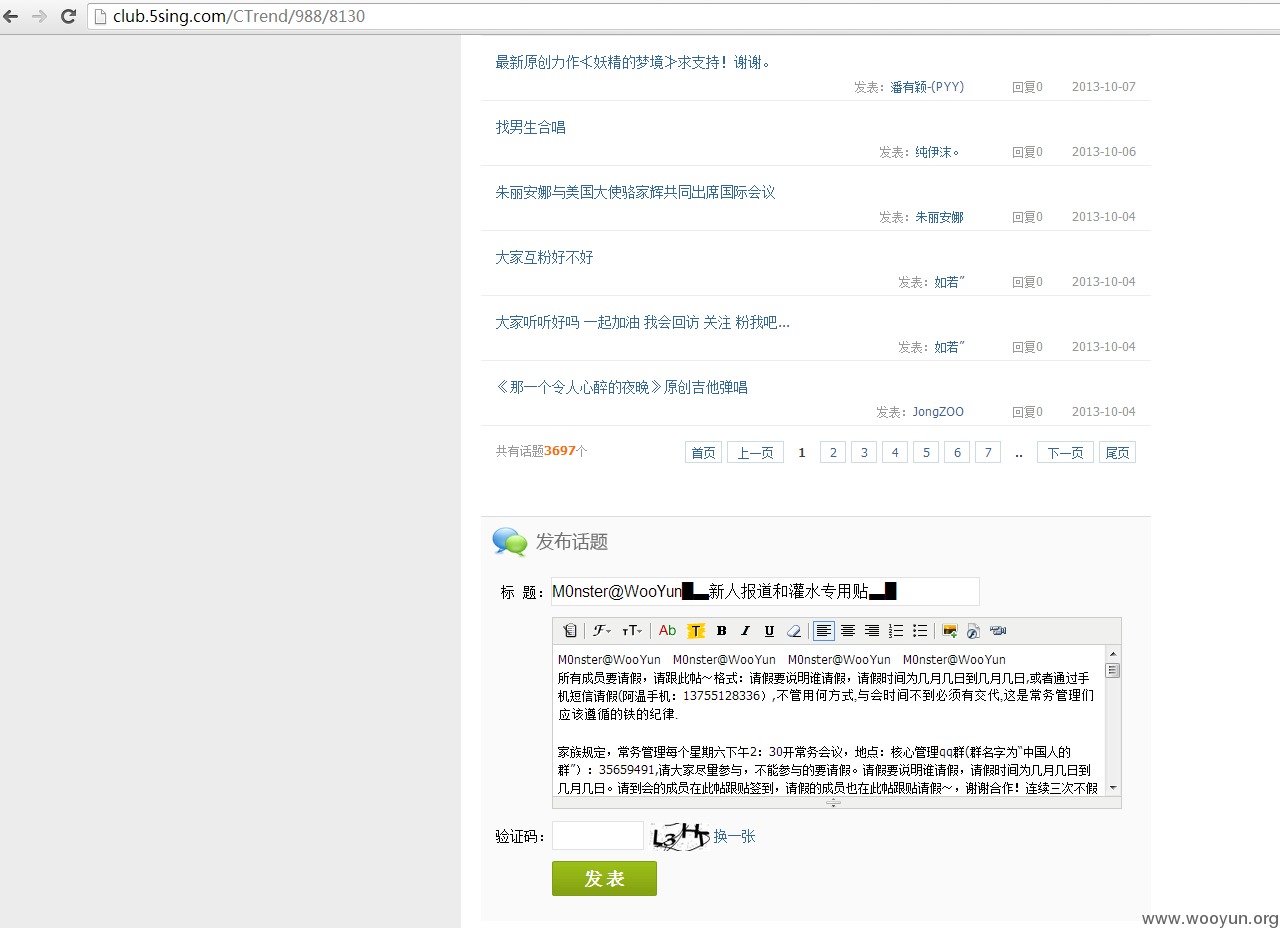 club.5sing.com/CTrend/988/8130
最新原创力作≮妖精的梦境≯求支持！谢谢。
发表：潘有颖-(PYY) 回复0 2013-10-07
找男生合唱
发表：纯伊沫。 回复0 2013-10-06
朱丽安娜与美国大使骆家辉共同出席国际会议
发表：朱丽安娜 回复0 2013-10-04
大家互粉好不好
发表：如若” 回复0 2013-10-04
大家听听好吗 一起加油 我会回访 关注 粉我吧...
发表：如若” 回复0 2013-10-04
《那一个令人心醉的夜晚》原创吉他弹唱
发表：JongZOO 回复0 2013-10-04
共有话题3697个 首页 上一页 1 2 3 4 5 6 7 .. 下一页 尾页
发布话题
标 题：M0nster@WooYun█▃新人报道和灌水专用贴▃█
Ab T B I U
M0nster@WooYun M0nster@WooYun M0nster@WooYun M0nster@WooYun
所有成员要请假，请跟此帖～格式：请假要说明谁请假，请假时间为几月几日到几月几日,或者通过手
机短信请假(阿温手机：13755128336）,不管用何方式,与会时间不到必须有交代,这是常务管理们
应该遵循的铁的纪律.
家族规定，常务管理每个星期六下午2：30开常务会议，地点：核心管理qq群(群名字为“中国人的
群”）：35659491,请大家尽量参与，不能参与的要请假。请假要说明谁请假，请假时间为几月几日到
几月几日。请到会的成员在此帖跟贴签到，请假的成员也在此帖跟贴请假～，谢谢合作！连续三次不假
验证码： L3HT 换一张
发表
www.wooyun.org